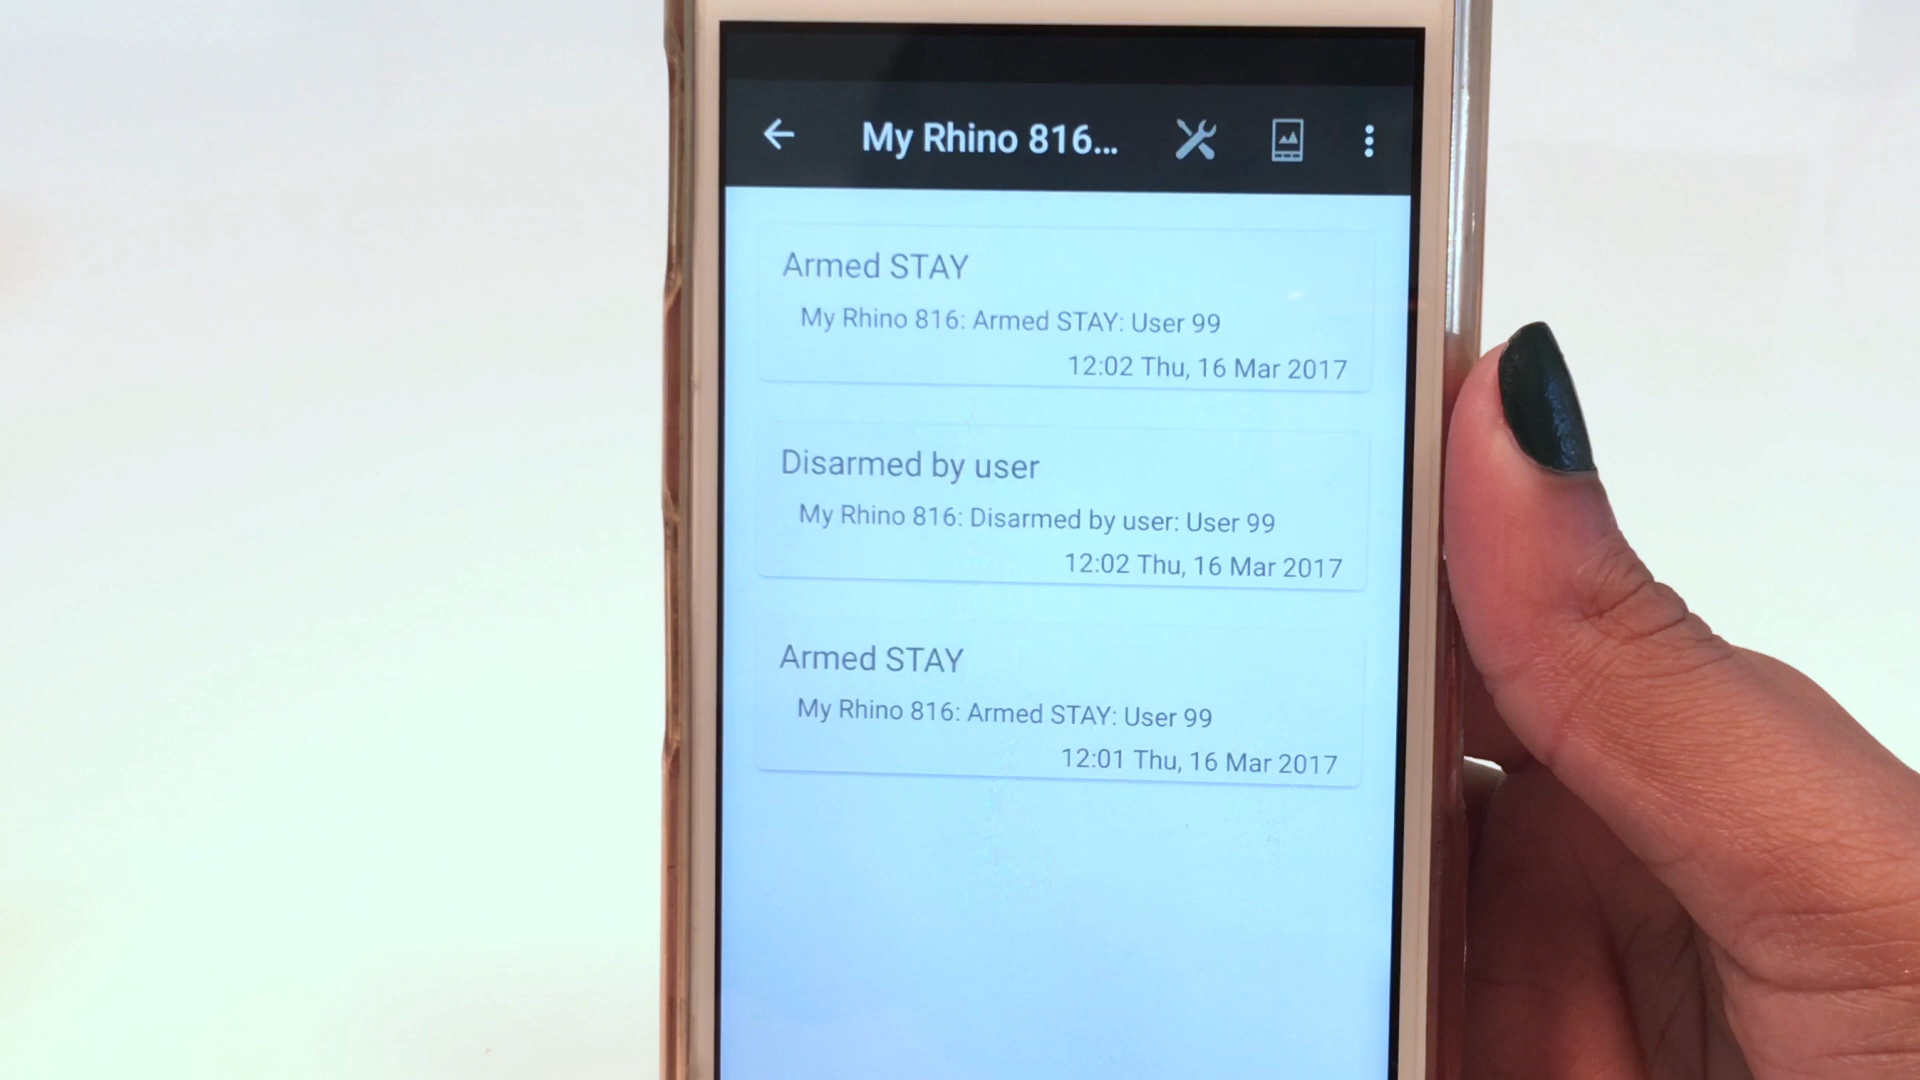 My Rhino 816...
Armed STAY
My Rhino 816: Armed STAY: User 99
12:02 Thu, 16 Mar 2017
Disarmed by user
My Rhino 816: Disarmed by user: User 99
12:02 Thu, 16 Mar 2017
Armed STAY
My Rhino 816: Armed STAY: User 99
12:01 Thu, 16 Mar 2017